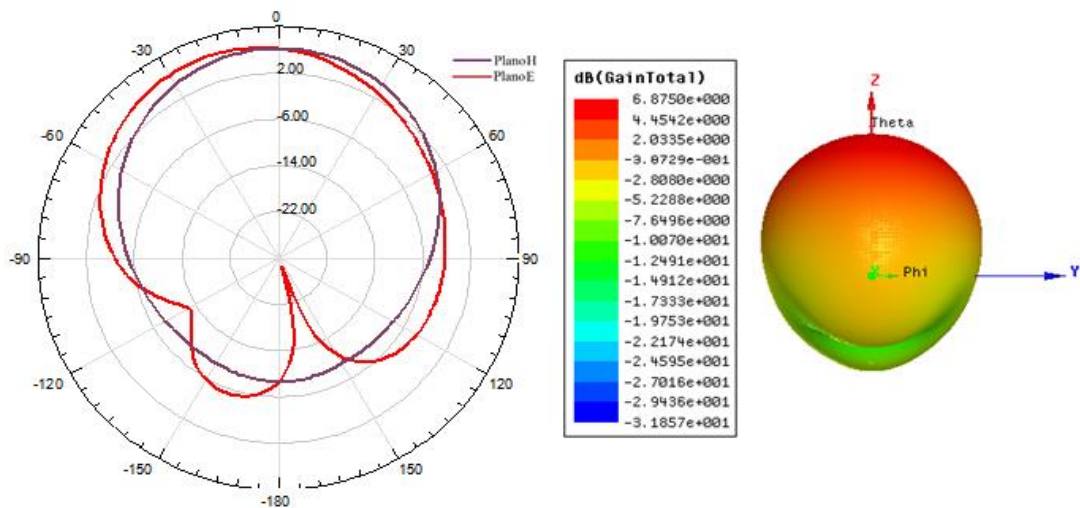 0
-30
30
PlanoH
PlanoE
2.00
-60
60
-6.00
-14.00
-22.00
-90
90
-120
120
-150
150
-180
dB(GainTotal)
6.8750e+000
4.4542e+000
2.0335e+000
-3.8729e-001
-2.8080e+000
-5.2288e+000
-7.6496e+000
-1.0070e+001
-1.2491e+001
-1.4912e+001
-1.7333e+001
-1.9753e+001
-2.2174e+001
-2.4595e+001
-2.7016e+001
-2.9436e+001
-3.1857e+001
Z
Theta
X
Phi
Y